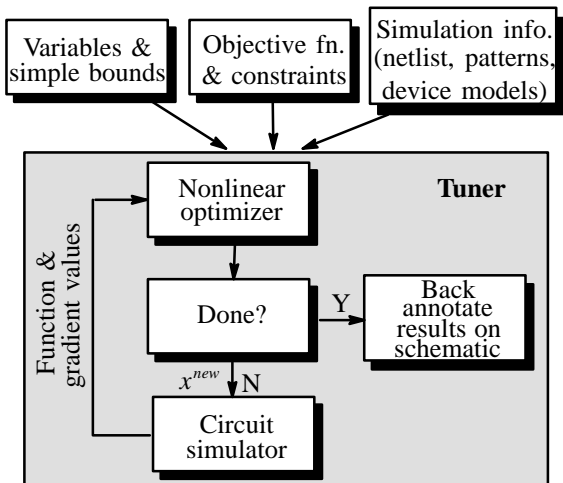 Variables &
simple bounds
Objective fn.
& constraints
Simulation info.
(netlist, patterns,
device models)
Tuner
Nonlinear
optimizer
Function &
gradient values
Done?
Y
Back
annotate
results on
schematic
x^{new} N
Circuit
simulator